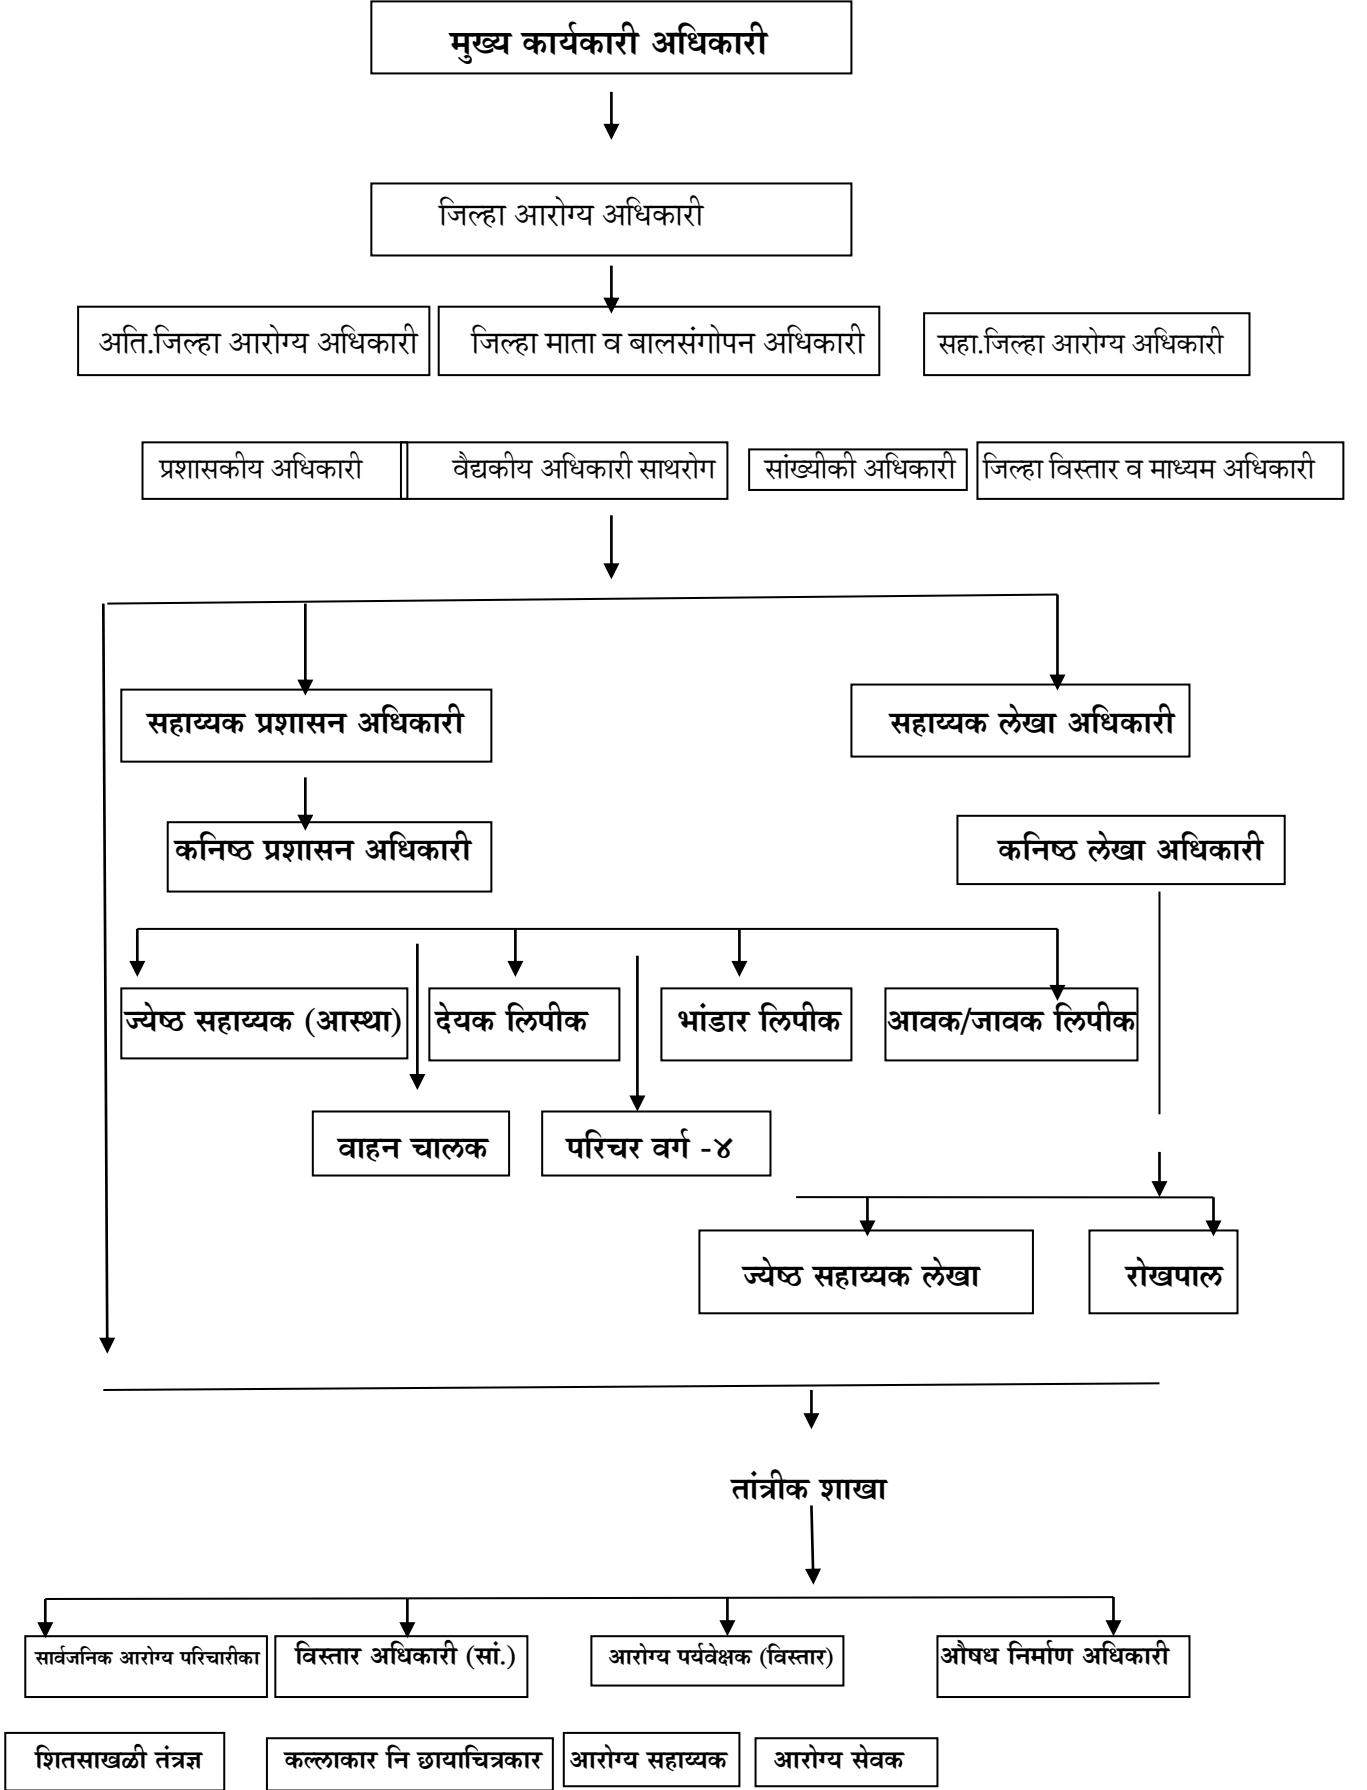 मुख्य कार्यकारी अधिकारी
जिल्हा आरोग्य अधिकारी
अति.जिल्हा आरोग्य अधिकारी
जिल्हा माता व बालसंगोपन अधिकारी
सहा.जिल्हा आरोग्य अधिकारी
प्रशासकीय अधिकारी
वैद्यकीय अधिकारी साथरोग
सांख्यीकी अधिकारी
जिल्हा विस्तार व माध्यम अधिकारी
सहाय्यक प्रशासन अधिकारी
सहाय्यक लेखा अधिकारी
कनिष्ठ प्रशासन अधिकारी
कनिष्ठ लेखा अधिकारी
ज्येष्ठ सहाय्यक (आस्था)
देयक लिपीक
भांडार लिपीक
आवक/जावक लिपीक
वाहन चालक
परिचर वर्ग -४
ज्येष्ठ सहाय्यक लेखा
रोखपाल
तांत्रीक शाखा
सार्वजनिक आरोग्य परिचारीका
विस्तार अधिकारी (सां.)
आरोग्य पर्यवेक्षक (विस्तार)
औषध निर्माण अधिकारी
शितसाखळी तंत्रज्ञ
कल्लाकार नि छायाचित्रकार
आरोग्य सहाय्यक
आरोग्य सेवक